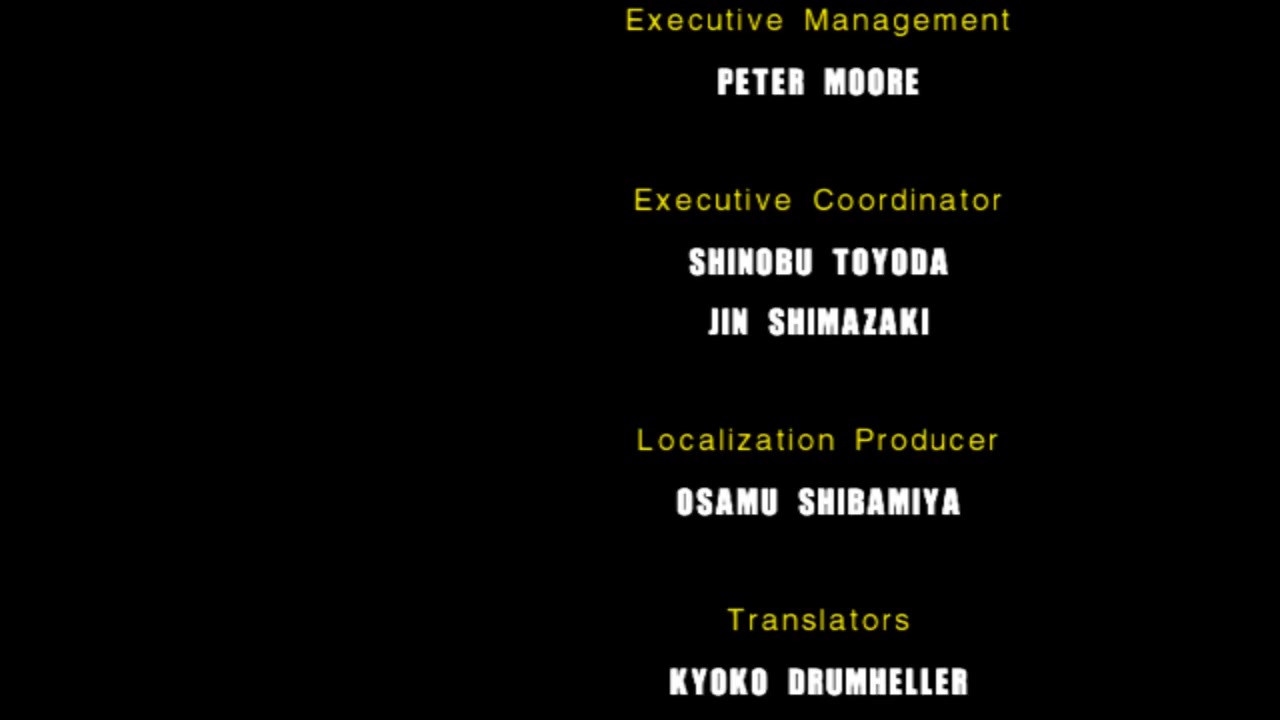 Executive Management
PETER MOORE
Executive Coordinator
SHINOBU TOYODA
JIN SHIMAZAKI
Localization Producer
OSAMU SHIBAMIYA
Translators
KYOKO DRUMHELLER